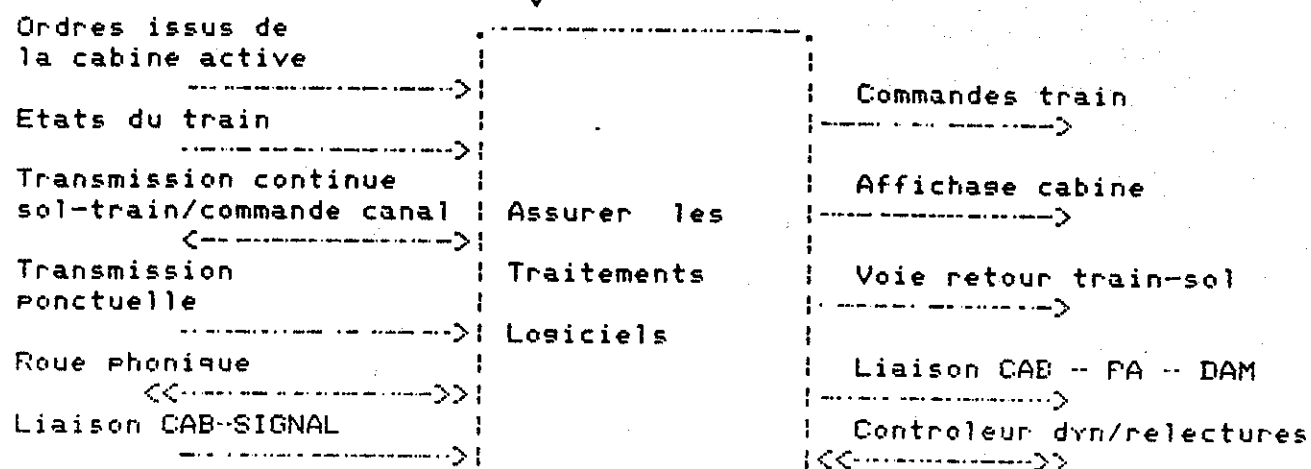 Ordres issus de
la cabine active
Etats du train
Transmission continue
sol-train/commande canal
Transmission
ponctuelle
Roue phonique
Liaison CAB--SIGNAL
Assurer les
Traitements
Logiciels
Commandes train
Affichage cabine
Voie retour train-sol
Liaison CAB -- PA -- DAM
Controleur dyn/relectures